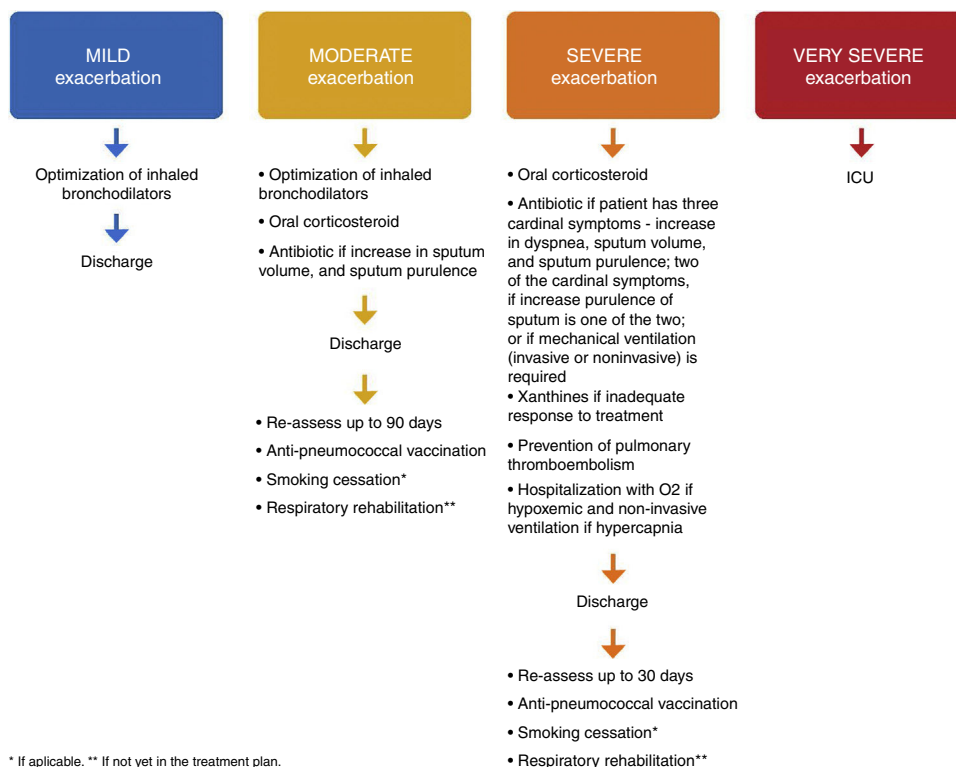 MILD
exacerbation
MODERATE
exacerbation
SEVERE
exacerbation
VERY SEVERE
exacerbation
Optimization of inhaled
bronchodilators
Discharge
• Optimization of inhaled
bronchodilators
• Oral corticosteroid
• Antibiotic if increase in sputum
volume, and sputum purulence
Discharge
• Re-assess up to 90 days
• Anti-pneumococcal vaccination
• Smoking cessation*
• Respiratory rehabilitation**
• Oral corticosteroid
• Antibiotic if patient has three
cardinal symptoms - increase
in dyspnea, sputum volume,
and sputum purulence; two
of the cardinal symptoms,
if increase purulence of
sputum is one of the two;
or if mechanical ventilation
(invasive or noninvasive) is
required
• Xanthines if inadequate
response to treatment
• Prevention of pulmonary
thromboembolism
• Hospitalization with O2 if
hypoxemic and non-invasive
ventilation if hypercapnia
Discharge
• Re-assess up to 30 days
• Anti-pneumococcal vaccination
• Smoking cessation*
• Respiratory rehabilitation**
ICU
* If aplicable. ** If not yet in the treatment plan.